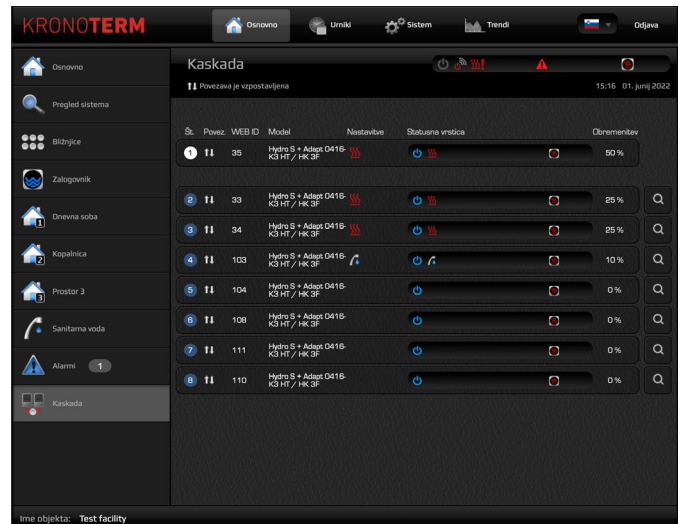 KRONOTERM Osnovno Urniki Sistem Trendi Odjava
Osnovno
Pregled sistema
Bližnjice
Zalogovnik
1 Dnevna soba
2 Kopalnica
3 Prostor 3
Sanitarna voda
Alarmi 1
Kaskada
Kaskada
Povezava je vzpostavljena 15:16 01. junij 2022
Št. Povez. WEB ID Model Nastavitve Statusna vrstica Obremenitev
1 35 Hydro S + Adapt 0416-
K3 HT / HK 3F 50 %
2 33 Hydro S + Adapt 0416-
K3 HT / HK 3F 25 %
3 34 Hydro S + Adapt 0416-
K3 HT / HK 3F 25 %
4 103 Hydro S + Adapt 0416-
K3 HT / HK 3F 10 %
5 104 Hydro S + Adapt 0416-
K3 HT / HK 3F 0 %
6 108 Hydro S + Adapt 0416-
K3 HT / HK 3F 0 %
7 111 Hydro S + Adapt 0416-
K3 HT / HK 3F 0 %
8 110 Hydro S + Adapt 0416-
K3 HT / HK 3F 0 %
Ime objekta: Test facility